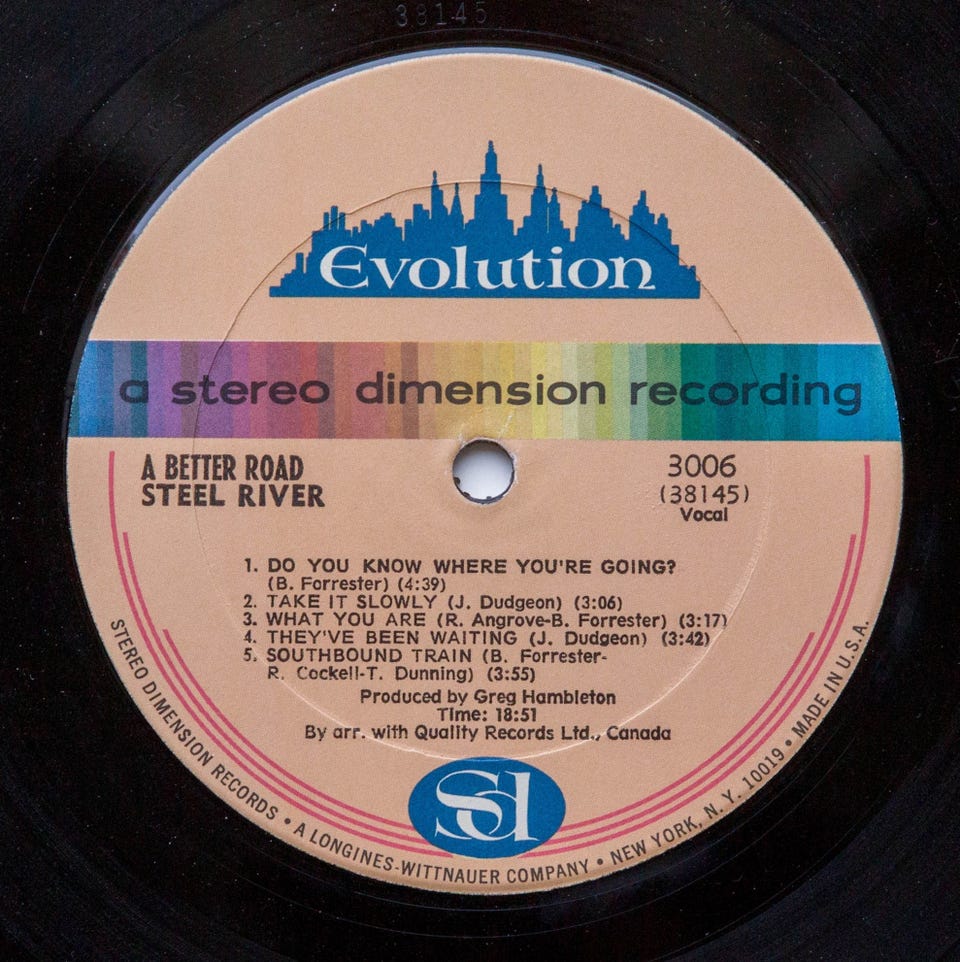 38145
Evolution
a stereo dimension recording
A BETTER ROAD
STEEL RIVER
3006
(38145)
Vocal
1. DO YOU KNOW WHERE YOU'RE GOING?
(B. Forrester) (4:39)
2. TAKE IT SLOWLY (J. Dudgeon) (3:06)
3. WHAT YOU ARE (R. Angrove-B. Forrester) (3:17)
4. THEY'VE BEEN WAITING (J. Dudgeon) (3:42)
5. SOUTHBOUND TRAIN (B. Forrester-
R. Cockell-T. Dunning) (3:55)
Produced by Greg Hambleton
Time: 18:51
By arr. with Quality Records Ltd., Canada
Sd
STEREO DIMENSION RECORDS • A LONGINES-WITTNAUER COMPANY • NEW YORK, N.Y. 10019 • MADE IN U.S.A.